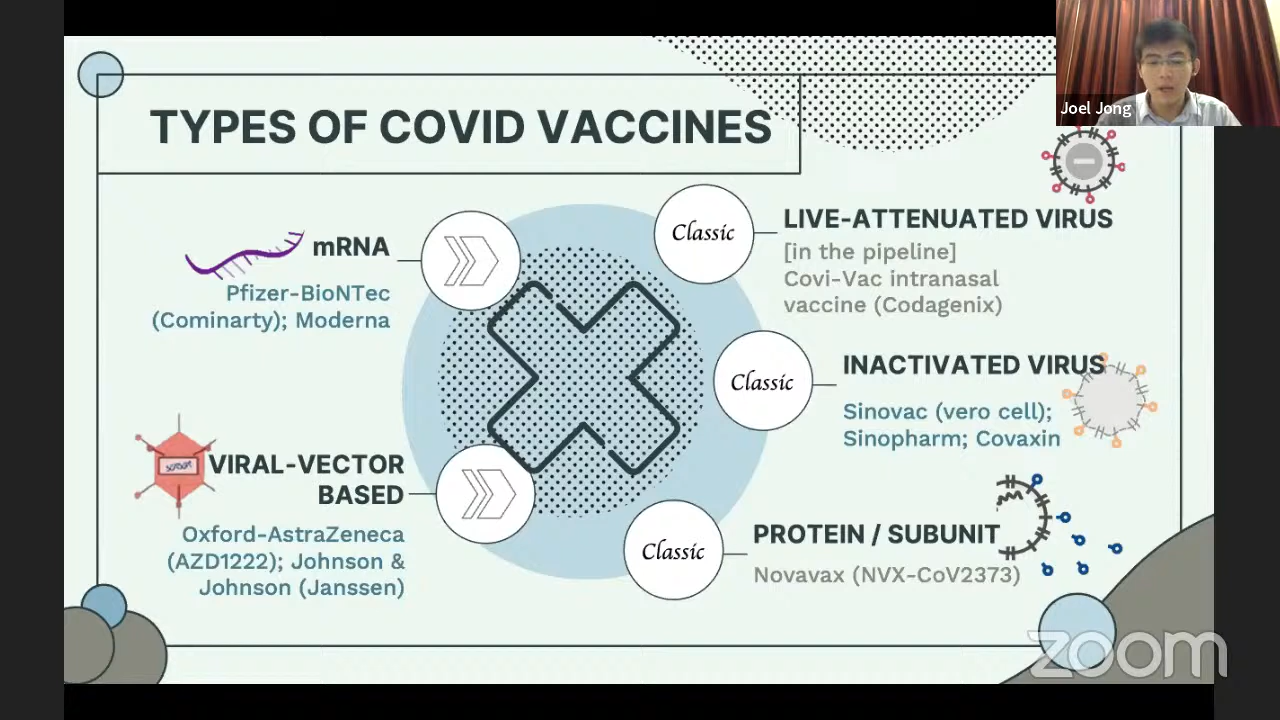 Joel Jong
TYPES OF COVID VACCINES
mRNA
Pfizer-BioNTec
(Cominarty); Moderna
VIRAL-VECTOR
BASED
Oxford-AstraZeneca
(AZD1222); Johnson &
Johnson (Janssen)
Classic
LIVE-ATTENUATED VIRUS
[in the pipeline]
Covi-Vac intranasal
vaccine (Codagenix)
Classic
INACTIVATED VIRUS
Sinovac (vero cell);
Sinopharm; Covaxin
Classic
PROTEIN / SUBUNIT
Novavax (NVX-CoV2373)
zoom